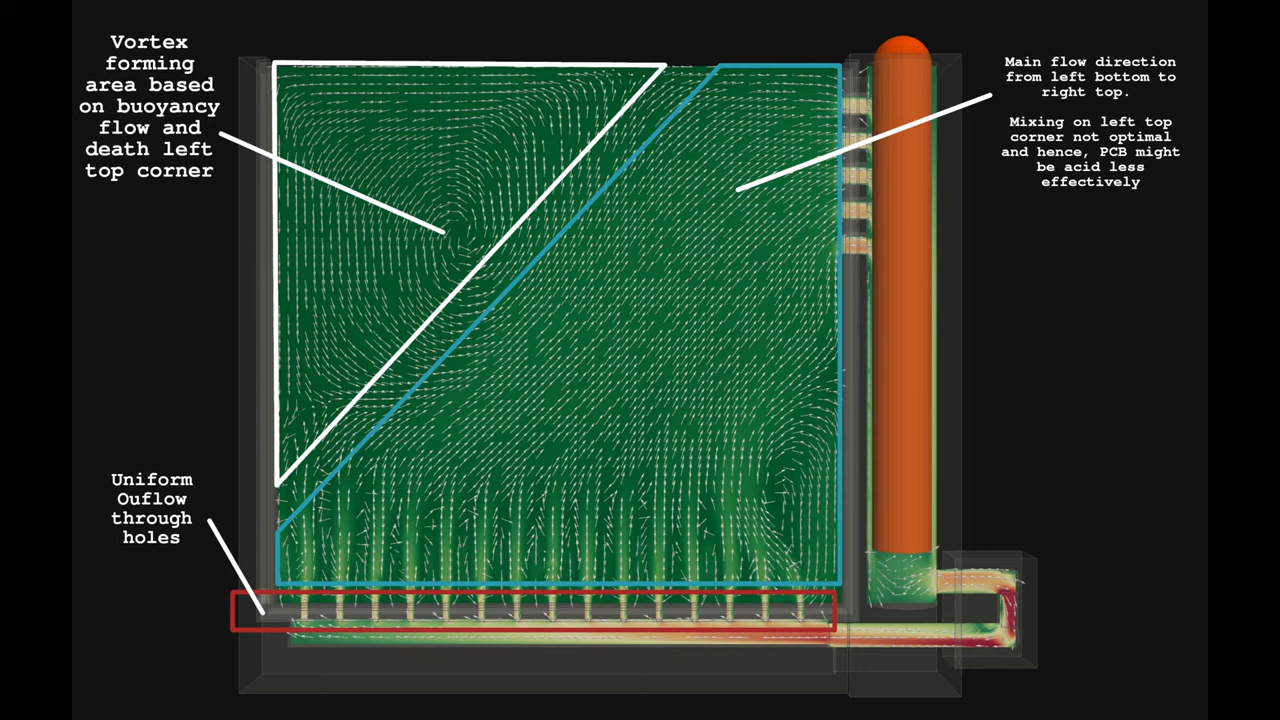 Vortex
forming
area based
on buoyancy
flow and
death left
top corner
Main flow direction
from left bottom to
right top.
Mixing on left top
corner not optimal
and hence, PCB might
be acid less
effectively
Uniform
Ouflow
through
holes